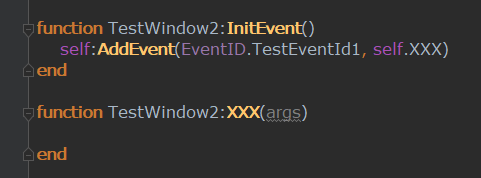 function TestWindow2:InitEvent()
self:AddEvent(EventID.TestEventId1, self.XXX)
end
function TestWindow2:XXX(args)
end